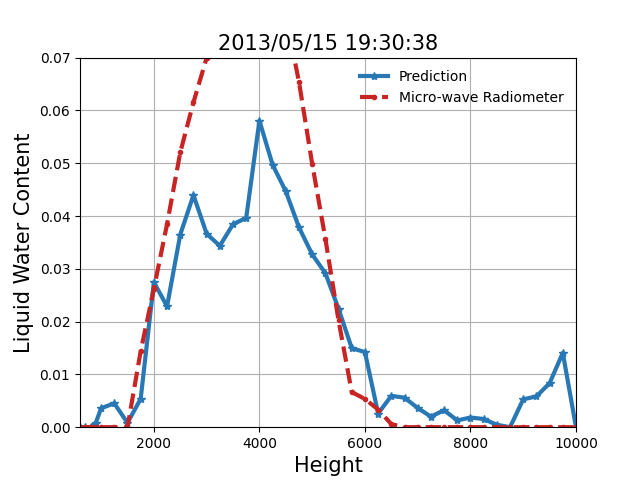 2013/05/15 19:30:38
Prediction
Micro-wave Radiometer
Liquid Water Content
0.07
0.06
0.05
0.04
0.03
0.02
0.01
0.00
2000 4000 6000 8000 10000
Height